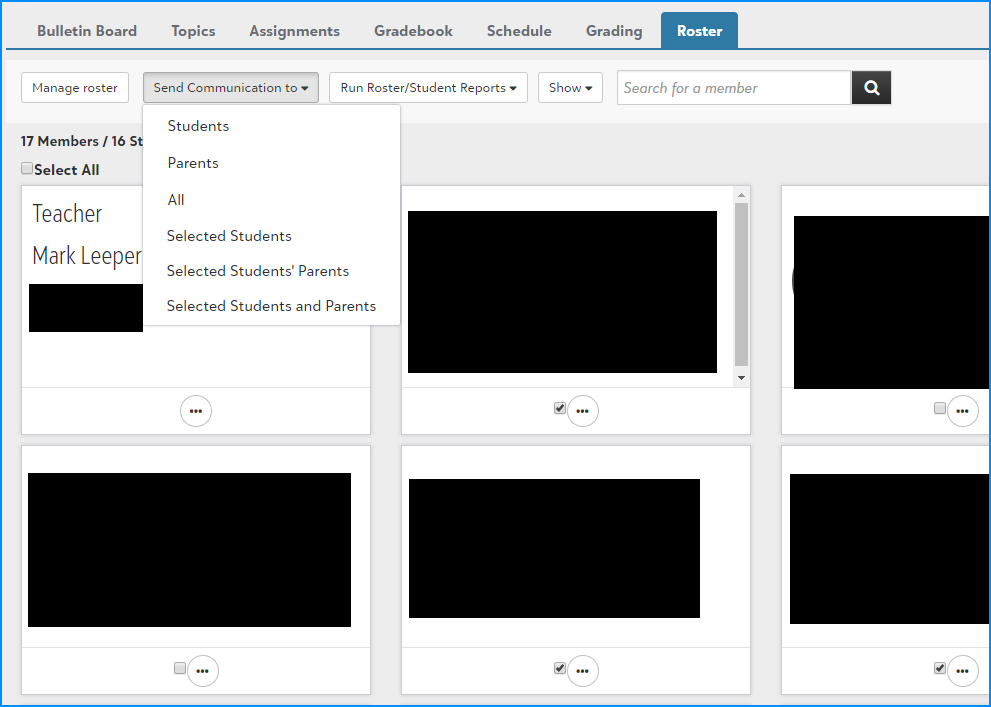 Bulletin Board Topics Assignments Gradebook Schedule Grading Roster
Manage roster Send Communication to Run Roster/Student Reports Show Search for a member
Students
Parents
All
Selected Students
Selected Students' Parents
Selected Students and Parents
17 Members / 16 St
Select All
Teacher
Mark Leeper